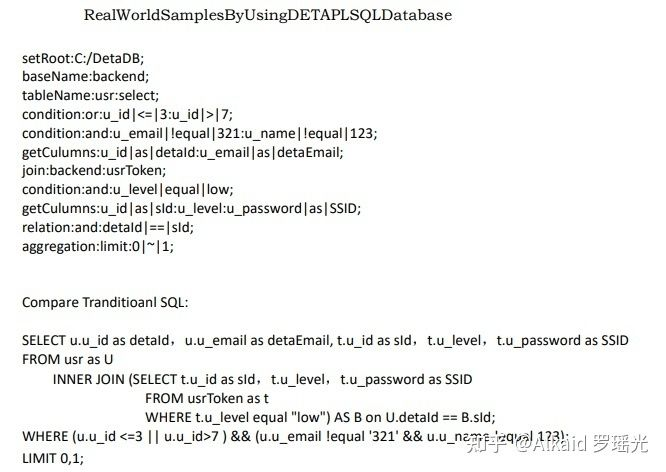 RealWorldSamplesByUsingDETAPLSQLDatabase
setRoot:C:/DetaDB;
baseName:backend;
tableName:usr:select;
condition:or:u_id|<=|3:u_id|>|7;
condition:and:u_email|!equal|321:u_name|!equal|123;
getCulumns:u_id|as|detaId:u_email|as|detaEmail;
join:backend:usrToken;
condition:and:u_level|equal|low;
getCulumns:u_id|as|sId:u_level:u_password|as|SSID;
relation:and:detaId|==|sId;
aggregation:limit:0|~|1;
Compare Tranditioanl SQL:
SELECT u.u_id as detaId，u.u_email as detaEmail, t.u_id as sId，t.u_level，t.u_password as SSID
FROM usr as U
INNER JOIN (SELECT t.u_id as sId，t.u_level，t.u_password as SSID
FROM usrToken as t
WHERE t.u_level equal "low") AS B on U.detaId == B.sId;
WHERE (u.u_id <=3 || u.u_id>7 ) && (u.u_email !equal '321' && u.u_name !equal 123);
LIMIT 0,1;
知乎 @Alkaid 罗瑶光